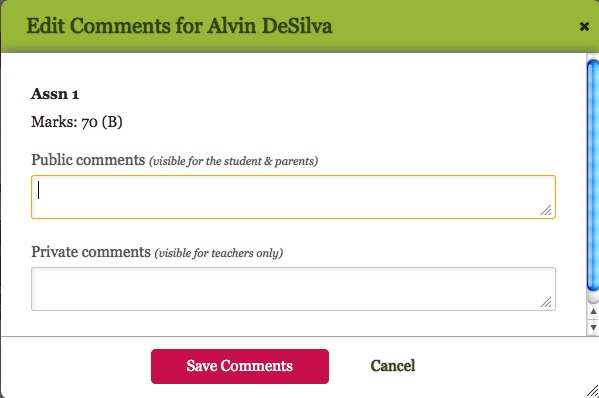 Edit Comments for Alvin DeSilva
Assn 1
Marks: 70 (B)
Public comments (visible for the student & parents)
Private comments (visible for teachers only)
Save Comments Cancel